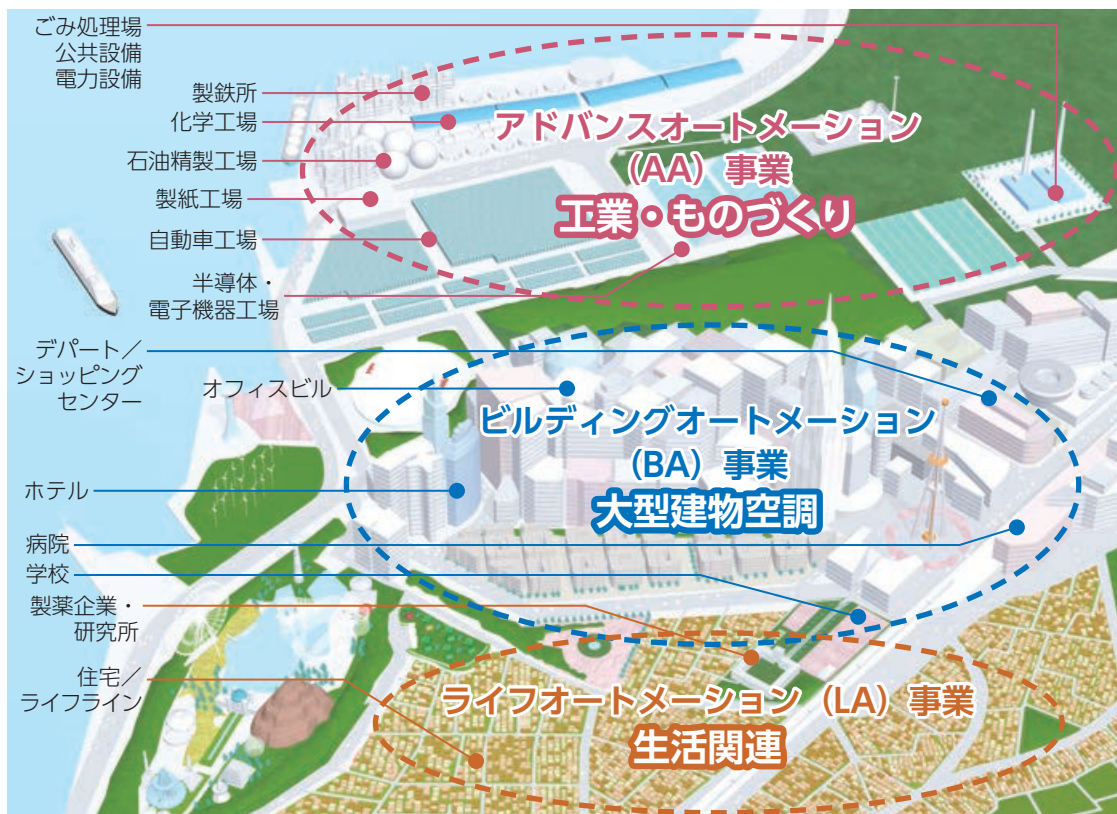 ごみ処理場
公共設備
電力設備
製鉄所
化学工場
石油精製工場
製紙工場
自動車工場
半導体・
電子機器工場
アドバンスオートメーション
（AA）事業
工業・ものづくり
デパート／
ショッピング
センター
オフィスビル
ホテル
病院
学校
ビルディングオートメーション
（BA）事業
大型建物空調
製薬企業・
研究所
住宅／
ライフライン
ライフオートメーション（LA）事業
生活関連